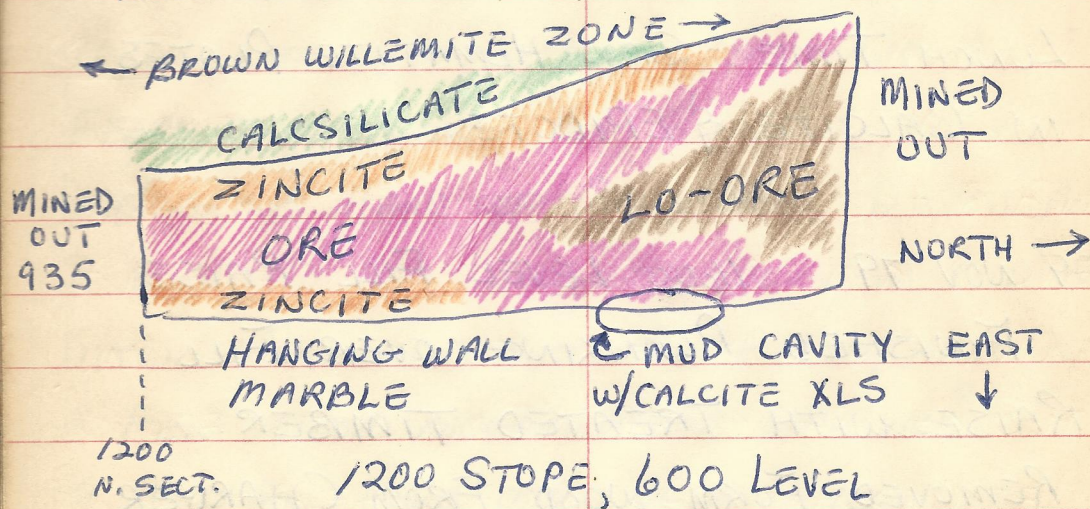 ← BROWN WILLEMITE ZONE →
CALCSILICATE
ZINCITE
ORE
ZINCITE
LO-ORE
MINED
OUT
935
MINED
OUT
NORTH →
HANGING WALL
MARBLE
MUD CAVITY
W/CALCITE XLS
EAST
↓
1200
N. SECT.
1200 STOPE, 600 LEVEL